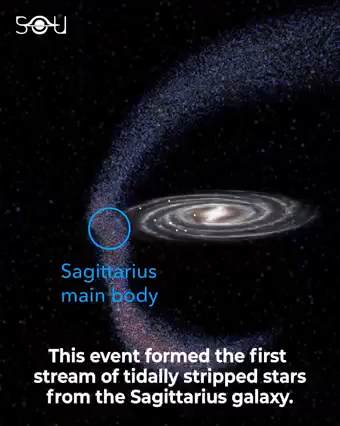 SOU
Sagittarius
main body
This event formed the first
stream of tidally stripped stars
from the Sagittarius galaxy.